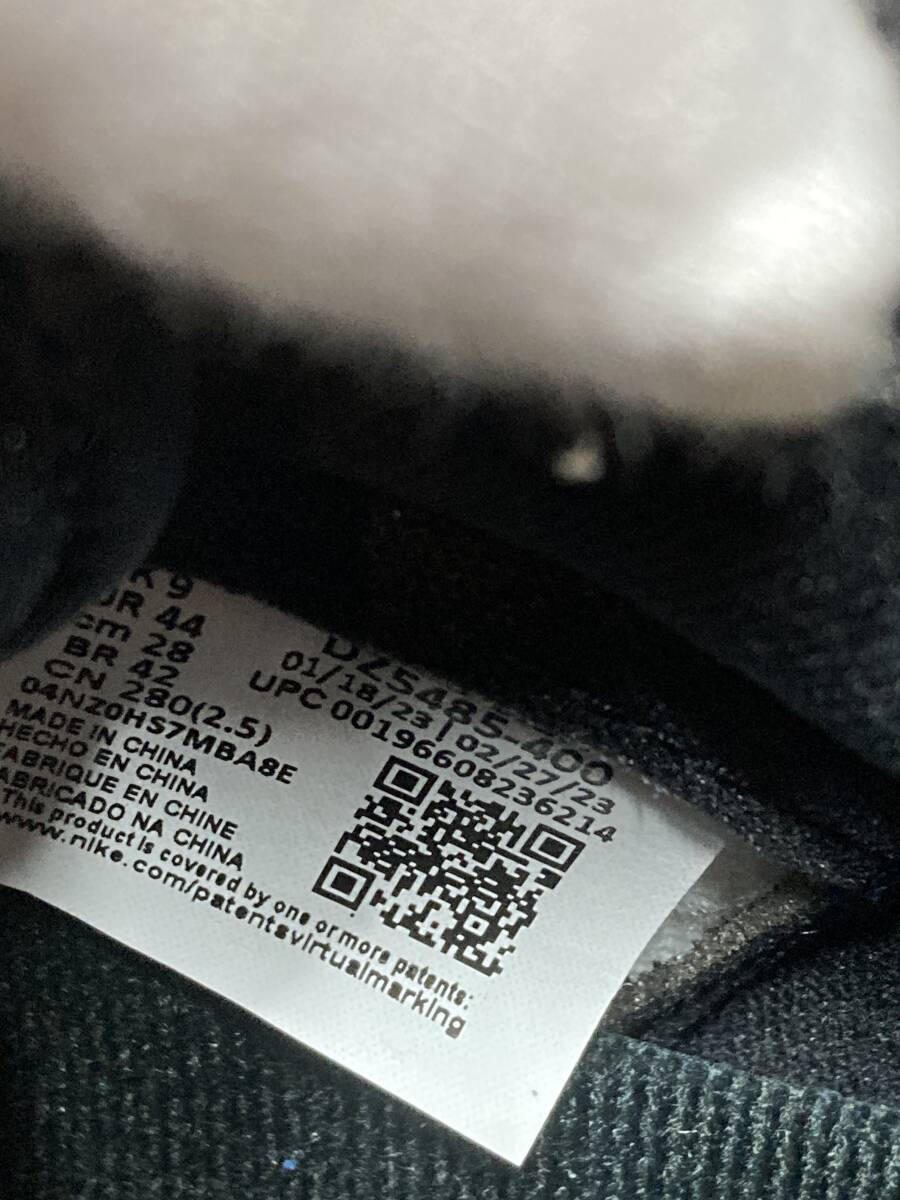 9
44
cm 28
BR 42
CN 280(2.5)
04NZ0HS7MBA8E
MADE IN CHINA
HECHO EN CHINA
FABRIQUE EN CHINE
FABRICADO NA CHINA
This product is covered by one or more patents:
www.nike.com/patentsvirtualmarking
DZ5485-400
01/18/23 | 02/27/23
UPC 00196608236214